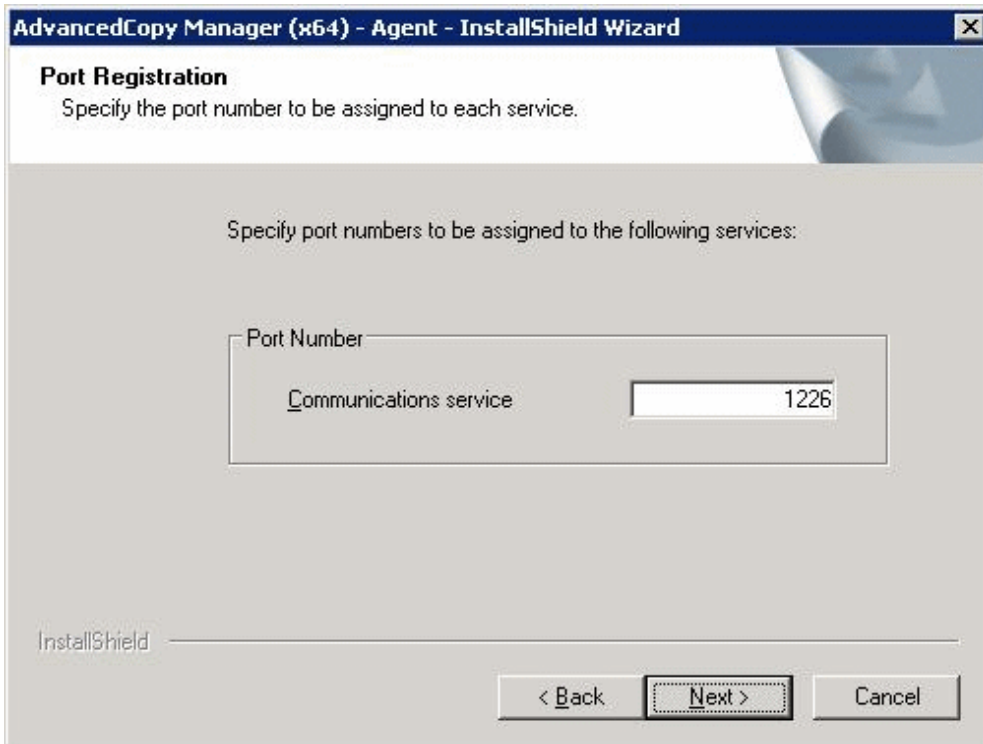 AdvancedCopy Manager (x64) - Agent - InstallShield Wizard
Port Registration
Specify the port number to be assigned to each service.
Specify port numbers to be assigned to the following services:
Port Number
Communications service 1226
InstallShield
< Back Next > Cancel